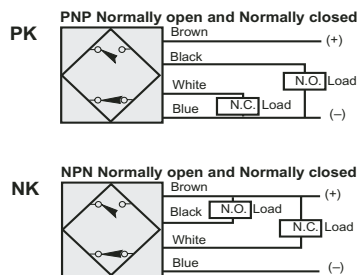 PNP Normally open and Normally closed
PK
Brown
(+)
Black
N.O. Load
White
N.C. Load
Blue
(–)
NPN Normally open and Normally closed
NK
Brown
(+)
Black
N.O. Load
N.C. Load
White
Blue
(–)